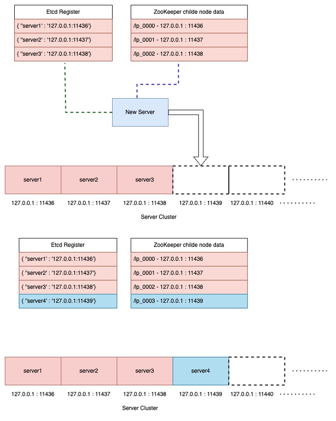 Etcd Register
ZooKeeper childe node data
{ "server1" : '127.0.0.1:11436'}
/lp_0000 - 127.0.0.1 : 11436
{ "server2" : '127.0.0.1:11437'}
/lp_0001 - 127.0.0.1 : 11437
{ "server3" : '127.0.0.1:11438'}
/lp_0002 - 127.0.0.1 : 11438
New Server
server1
server2
server3
127.0.0.1 : 11436
127.0.0.1 : 11437
127.0.0.1 : 11438
127.0.0.1 : 11439
127.0.0.1 : 11440
Server Cluster
Etcd Register
ZooKeeper childe node data
{ "server1" : '127.0.0.1:11436'}
/lp_0000 - 127.0.0.1 : 11436
{ "server2" : '127.0.0.1:11437'}
/lp_0001 - 127.0.0.1 : 11437
{ "server3" : '127.0.0.1:11438'}
/lp_0002 - 127.0.0.1 : 11438
{ "server4" : '127.0.0.1:11439'}
/lp_0003 - 127.0.0.1 : 11439
server1
server2
server3
server4
127.0.0.1 : 11436
127.0.0.1 : 11437
127.0.0.1 : 11438
127.0.0.1 : 11439
127.0.0.1 : 11440
Server Cluster